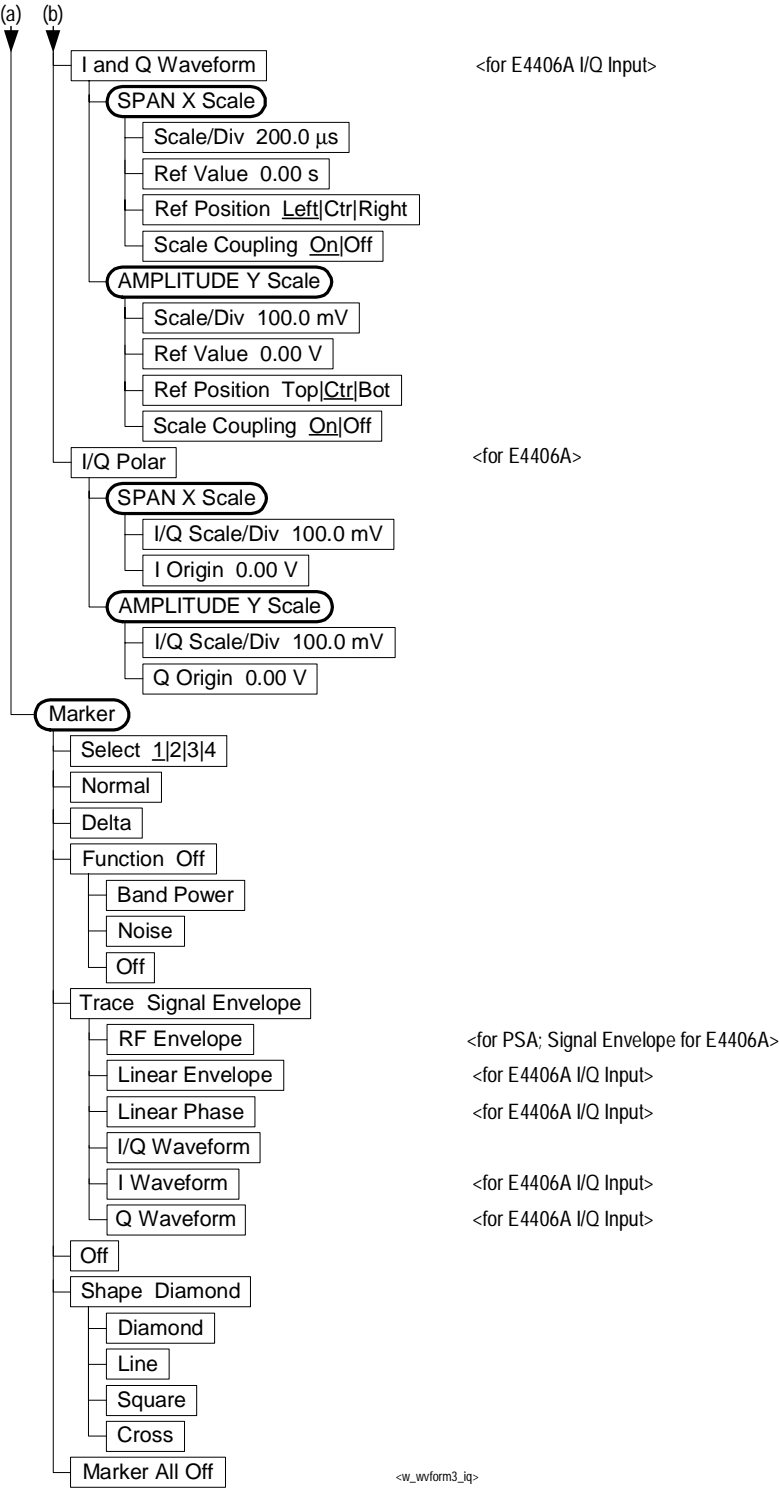 (a) (b)
I and Q Waveform <for E4406A I/Q Input>
SPAN X Scale
Scale/Div 200.0 μs
Ref Value 0.00 s
Ref Position Left|Ctr|Right
Scale Coupling On|Off
AMPLITUDE Y Scale
Scale/Div 100.0 mV
Ref Value 0.00 V
Ref Position Top|Ctr|Bot
Scale Coupling On|Off
I/Q Polar <for E4406A>
SPAN X Scale
I/Q Scale/Div 100.0 mV
I Origin 0.00 V
AMPLITUDE Y Scale
I/Q Scale/Div 100.0 mV
Q Origin 0.00 V
Marker
Select 1|2|3|4
Normal
Delta
Function Off
Band Power
Noise
Off
Trace Signal Envelope
RF Envelope <for PSA; Signal Envelope for E4406A>
Linear Envelope <for E4406A I/Q Input>
Linear Phase <for E4406A I/Q Input>
I/Q Waveform
I Waveform <for E4406A I/Q Input>
Q Waveform <for E4406A I/Q Input>
Off
Shape Diamond
Diamond
Line
Square
Cross
Marker All Off <w_wvform3_iq>